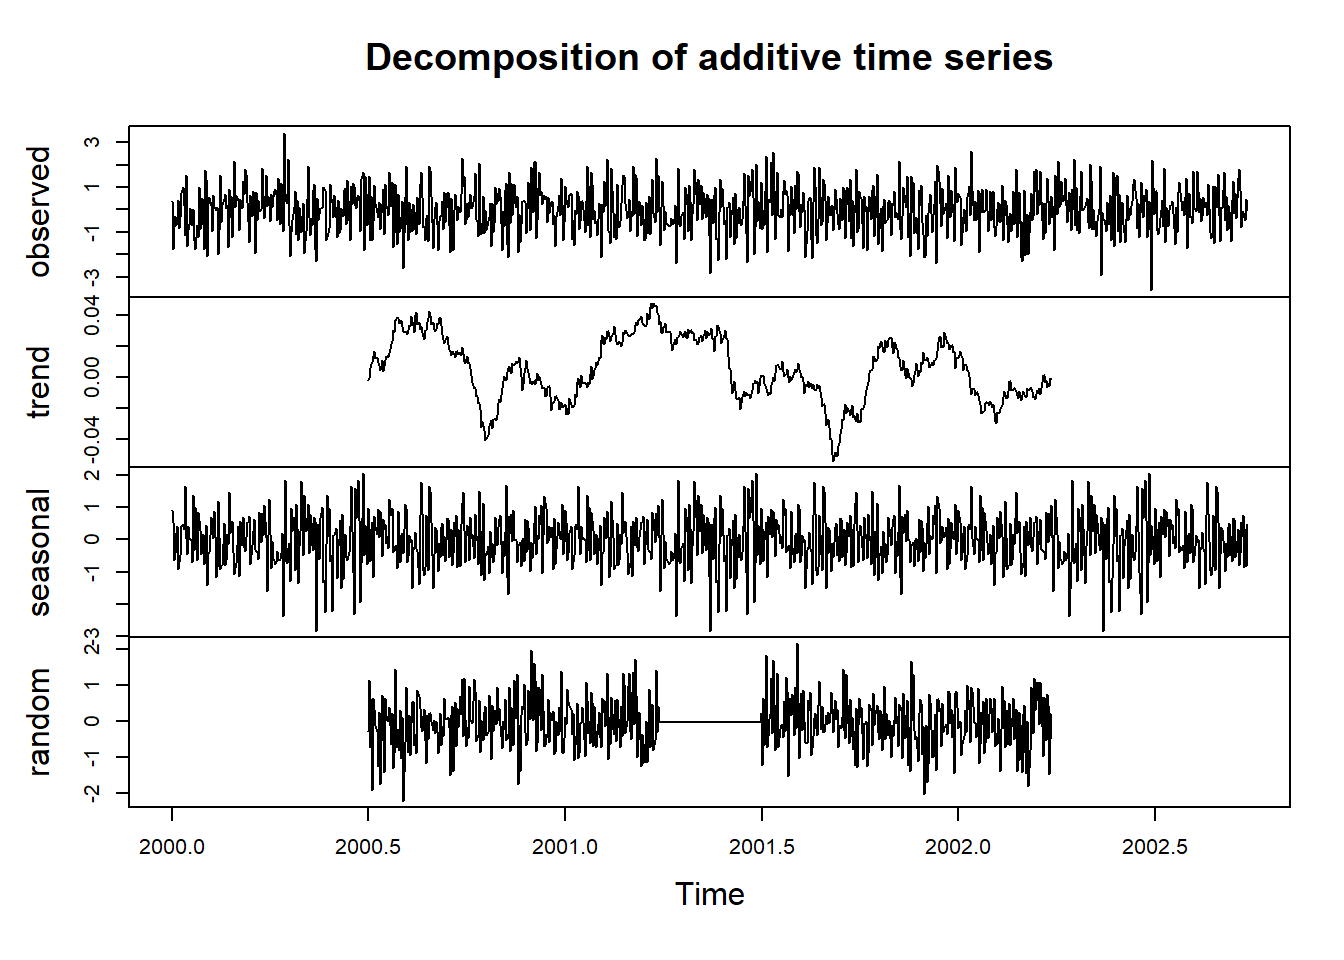 Decomposition of additive time series
observed
3
1
-1
-3
trend
0.04
0.00
-0.04
seasonal
2
1
0
-1
-3
random
2
1
0
-1
-2
2000.0 2000.5 2001.0 2001.5 2002.0 2002.5
Time